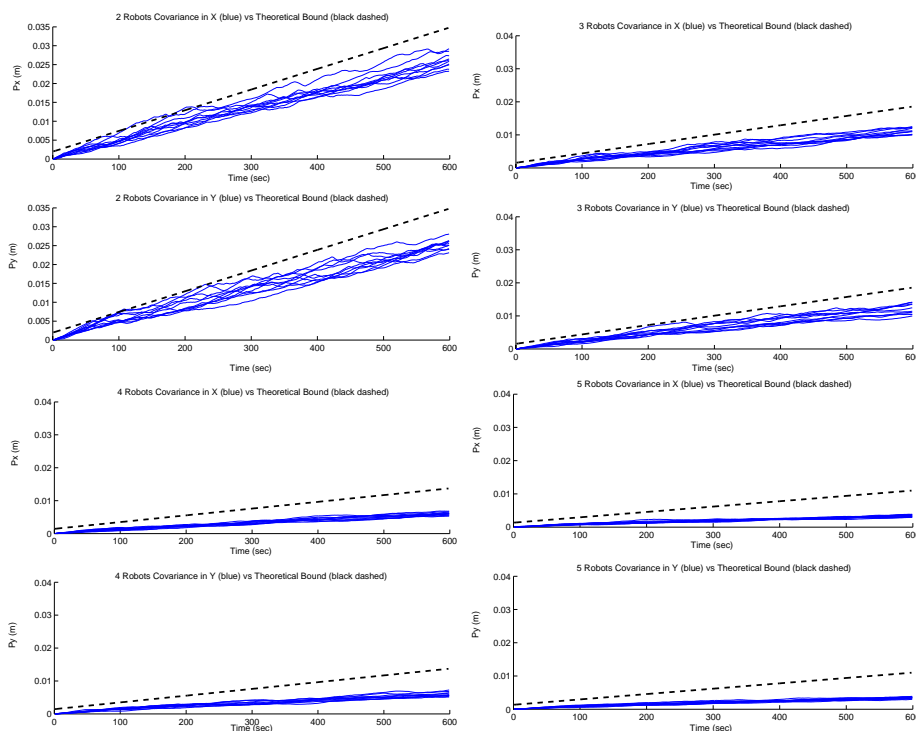 2 Robots Covariance in X (blue) vs Theoretical Bound (black dashed)
Px (m)
0.035
0.03
0.025
0.02
0.015
0.01
0.005
0
0 100 200 300 400 500 600
Time (sec)
3 Robots Covariance in X (blue) vs Theoretical Bound (black dashed)
Px (m)
0.04
0.03
0.02
0.01
0
0 100 200 300 400 500 600
Time (sec)
2 Robots Covariance in Y (blue) vs Theoretical Bound (black dashed)
Py (m)
0.035
0.03
0.025
0.02
0.015
0.01
0.005
0
0 100 200 300 400 500 600
Time (sec)
3 Robots Covariance in Y (blue) vs Theoretical Bound (black dashed)
Py (m)
0.04
0.03
0.02
0.01
0
0 100 200 300 400 500 600
Time (sec)
4 Robots Covariance in X (blue) vs Theoretical Bound (black dashed)
Px (m)
0.04
0.03
0.02
0.01
0
0 100 200 300 400 500 600
Time (sec)
5 Robots Covariance in X (blue) vs Theoretical Bound (black dashed)
Px (m)
0.04
0.03
0.02
0.01
0
0 100 200 300 400 500 600
Time (sec)
4 Robots Covariance in Y (blue) vs Theoretical Bound (black dashed)
Py (m)
0.04
0.03
0.02
0.01
0
0 100 200 300 400 500 600
Time (sec)
5 Robots Covariance in Y (blue) vs Theoretical Bound (black dashed)
Py (m)
0.04
0.03
0.02
0.01
0
0 100 200 300 400 500 600
Time (sec)